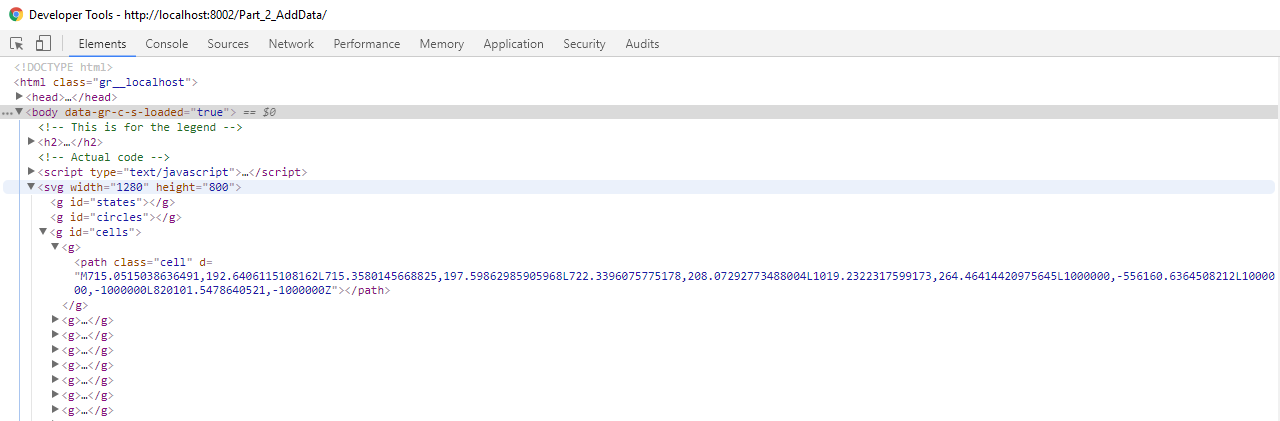 Developer Tools - http://localhost:8002/Part_2_AddData/
Elements Console Sources Network Performance Memory Application Security Audits
<!DOCTYPE html>
<html class="gr__localhost">
<head>…</head>
<body data-gr-c-s-loaded="true"> == $0
<!-- This is for the legend -->
<h2>…</h2>
<!-- Actual code -->
<script type="text/javascript">…</script>
<svg width="1280" height="800">
<g id="states"></g>
<g id="circles"></g>
<g id="cells">
<g>
<path class="cell" d=
"M715.0515038636491,192.6406115108162L715.3580145668825,197.59862985905968L722.3396075775178,208.07292773488004L1019.2322317599173,264.46414420975645L1000000,-556160.6364508212L10000
00,-1000000L820101.5478640521,-1000000Z"></path>
</g>
<g>…</g>
<g>…</g>
<g>…</g>
<g>…</g>
<g>…</g>
<g>…</g>
<g>…</g>